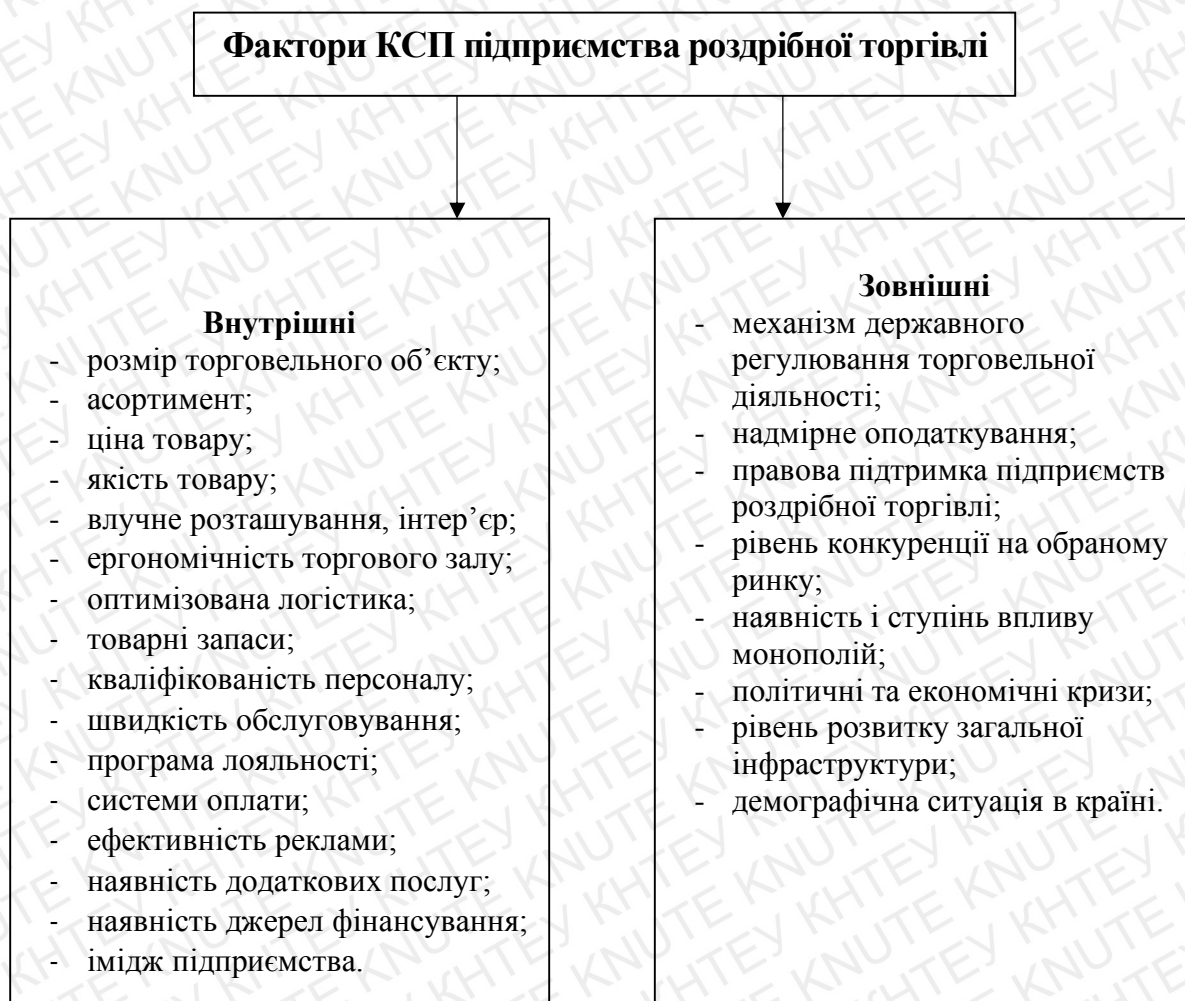 Фактори КСП підприємства роздрібної торгівлі
Внутрішні
- розмір торговельного об’єкту;
- асортимент;
- ціна товару;
- якість товару;
- влучне розташування, інтер’єр;
- ергономічність торгового залу;
- оптимізована логістика;
- товарні запаси;
- кваліфікованість персоналу;
- швидкість обслуговування;
- програма лояльності;
- системи оплати;
- ефективність реклами;
- наявність додаткових послуг;
- наявність джерел фінансування;
- імідж підприємства.
Зовнішні
- механізм державного
регулювання торговельної
діяльності;
- надмірне оподаткування;
- правова підтримка підприємств
роздрібної торгівлі;
- рівень конкуренції на обраному
ринку;
- наявність і ступінь впливу
монополій;
- політичні та економічні кризи;
- рівень розвитку загальної
інфраструктури;
- демографічна ситуація в країні.